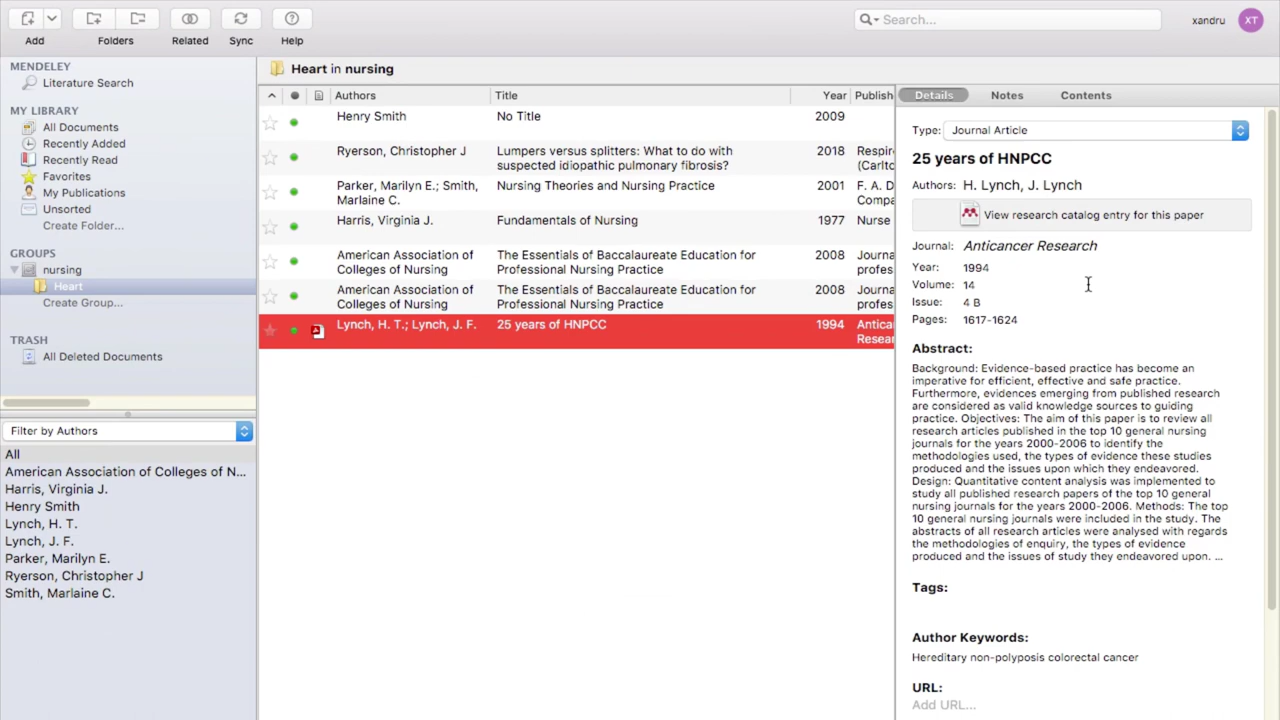 Add
Folders
Related
Sync
Help
Search...
xandru
XT
MENDELEY
Literature Search
MY LIBRARY
All Documents
Recently Added
Recently Read
Favorites
My Publications
Unsorted
Create Folder...
GROUPS
nursing
Heart
Create Group...
TRASH
All Deleted Documents
Filter by Authors
All
American Association of Colleges of N...
Harris, Virginia J.
Henry Smith
Lynch, H. T.
Lynch, J. F.
Parker, Marilyn E.
Ryerson, Christopher J
Smith, Marlaine C.
Heart in nursing
Authors Title Year Publish
Henry Smith No Title 2009
Ryerson, Christopher J Lumpers versus splitters: What to do with 2018 Respir
suspected idiopathic pulmonary fibrosis? (Carlto
Parker, Marilyn E.; Smith, Nursing Theories and Nursing Practice 2001 F. A. D
Marlaine C. Compa
Harris, Virginia J. Fundamentals of Nursing 1977 Nurse
American Association of The Essentials of Baccalaureate Education for 2008 Journa
Colleges of Nursing Professional Nursing Practice profes
American Association of The Essentials of Baccalaureate Education for 2008 Journa
Colleges of Nursing Professional Nursing Practice profes
Lynch, H. T.; Lynch, J. F. 25 years of HNPCC 1994 Antica
Resear
Details Notes Contents
Type: Journal Article
25 years of HNPCC
Authors: H. Lynch, J. Lynch
View research catalog entry for this paper
Journal: Anticancer Research
Year: 1994
Volume: 14
Issue: 4 B
Pages: 1617-1624
Abstract:
Background: Evidence-based practice has become an
imperative for efficient, effective and safe practice.
Furthermore, evidences emerging from published research
are considered as valid knowledge sources to guiding
practice. Objectives: The aim of this paper is to review all
research articles published in the top 10 general nursing
journals for the years 2000-2006 to identify the
methodologies used, the types of evidence these studies
produced and the issues upon which they endeavored.
Design: Quantitative content analysis was implemented to
study all published research papers of the top 10 general
nursing journals for the years 2000-2006. Methods: The top
10 general nursing journals were included in the study. The
abstracts of all research articles were analysed with regards
the methodologies of enquiry, the types of evidence
produced and the issues of study they endeavored upon. ...
Tags:
Author Keywords:
Hereditary non-polyposis colorectal cancer
URL:
Add URL...